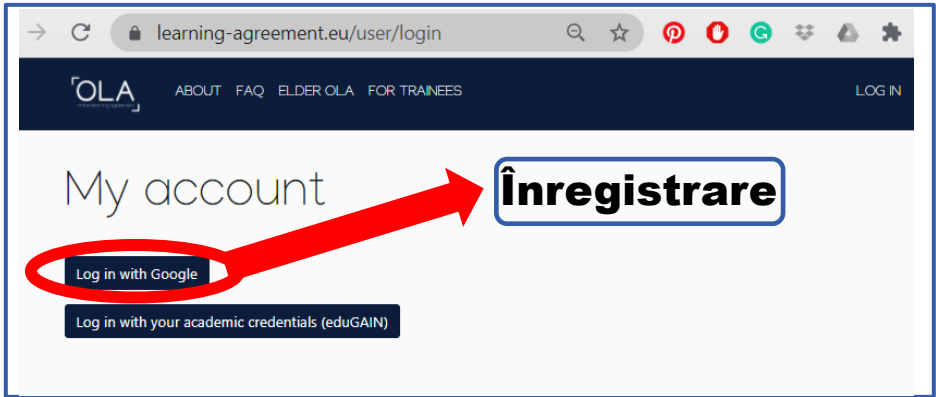 learning-agreement.eu/user/login
OLA ABOUT FAQ ELDER OLA FOR TRAINEES LOG IN
online learning agreement
My account
Înregistrare
Log in with Google
Log in with your academic credentials (eduGAIN)